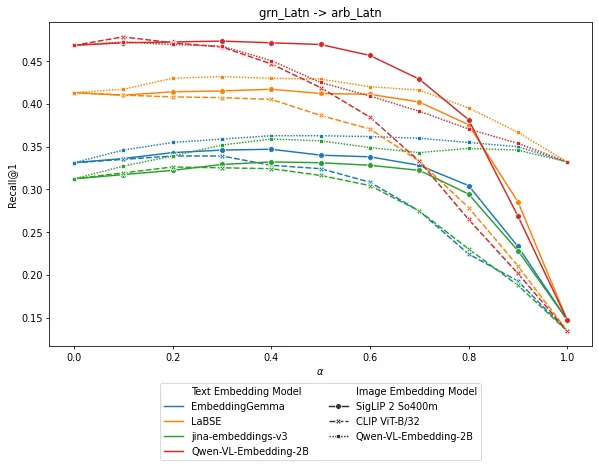 grn_Latn -> arb_Latn
0.45
0.40
0.35
0.30
0.25
0.20
0.15
Recall@1
0.0 0.2 0.4 0.6 0.8 1.0
α
Text Embedding Model Image Embedding Model
EmbeddingGemma SigLIP 2 So400m
LaBSE CLIP ViT-B/32
jina-embeddings-v3 Qwen-VL-Embedding-2B
Qwen-VL-Embedding-2B